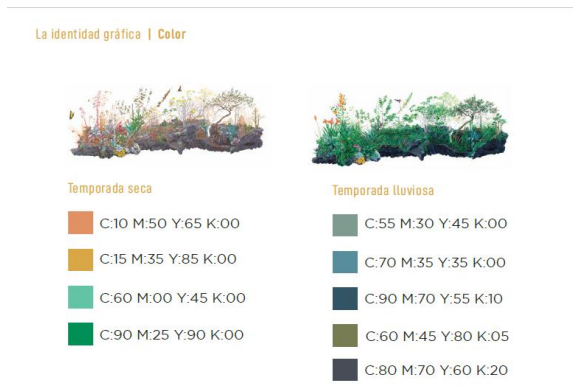 La identidad gráfica | Color
Temporada seca
C:10 M:50 Y:65 K:00
C:15 M:35 Y:85 K:00
C:60 M:00 Y:45 K:00
C:90 M:25 Y:90 K:00
Temporada lluviosa
C:55 M:30 Y:45 K:00
C:70 M:35 Y:35 K:00
C:90 M:70 Y:55 K:10
C:60 M:45 Y:80 K:05
C:80 M:70 Y:60 K:20